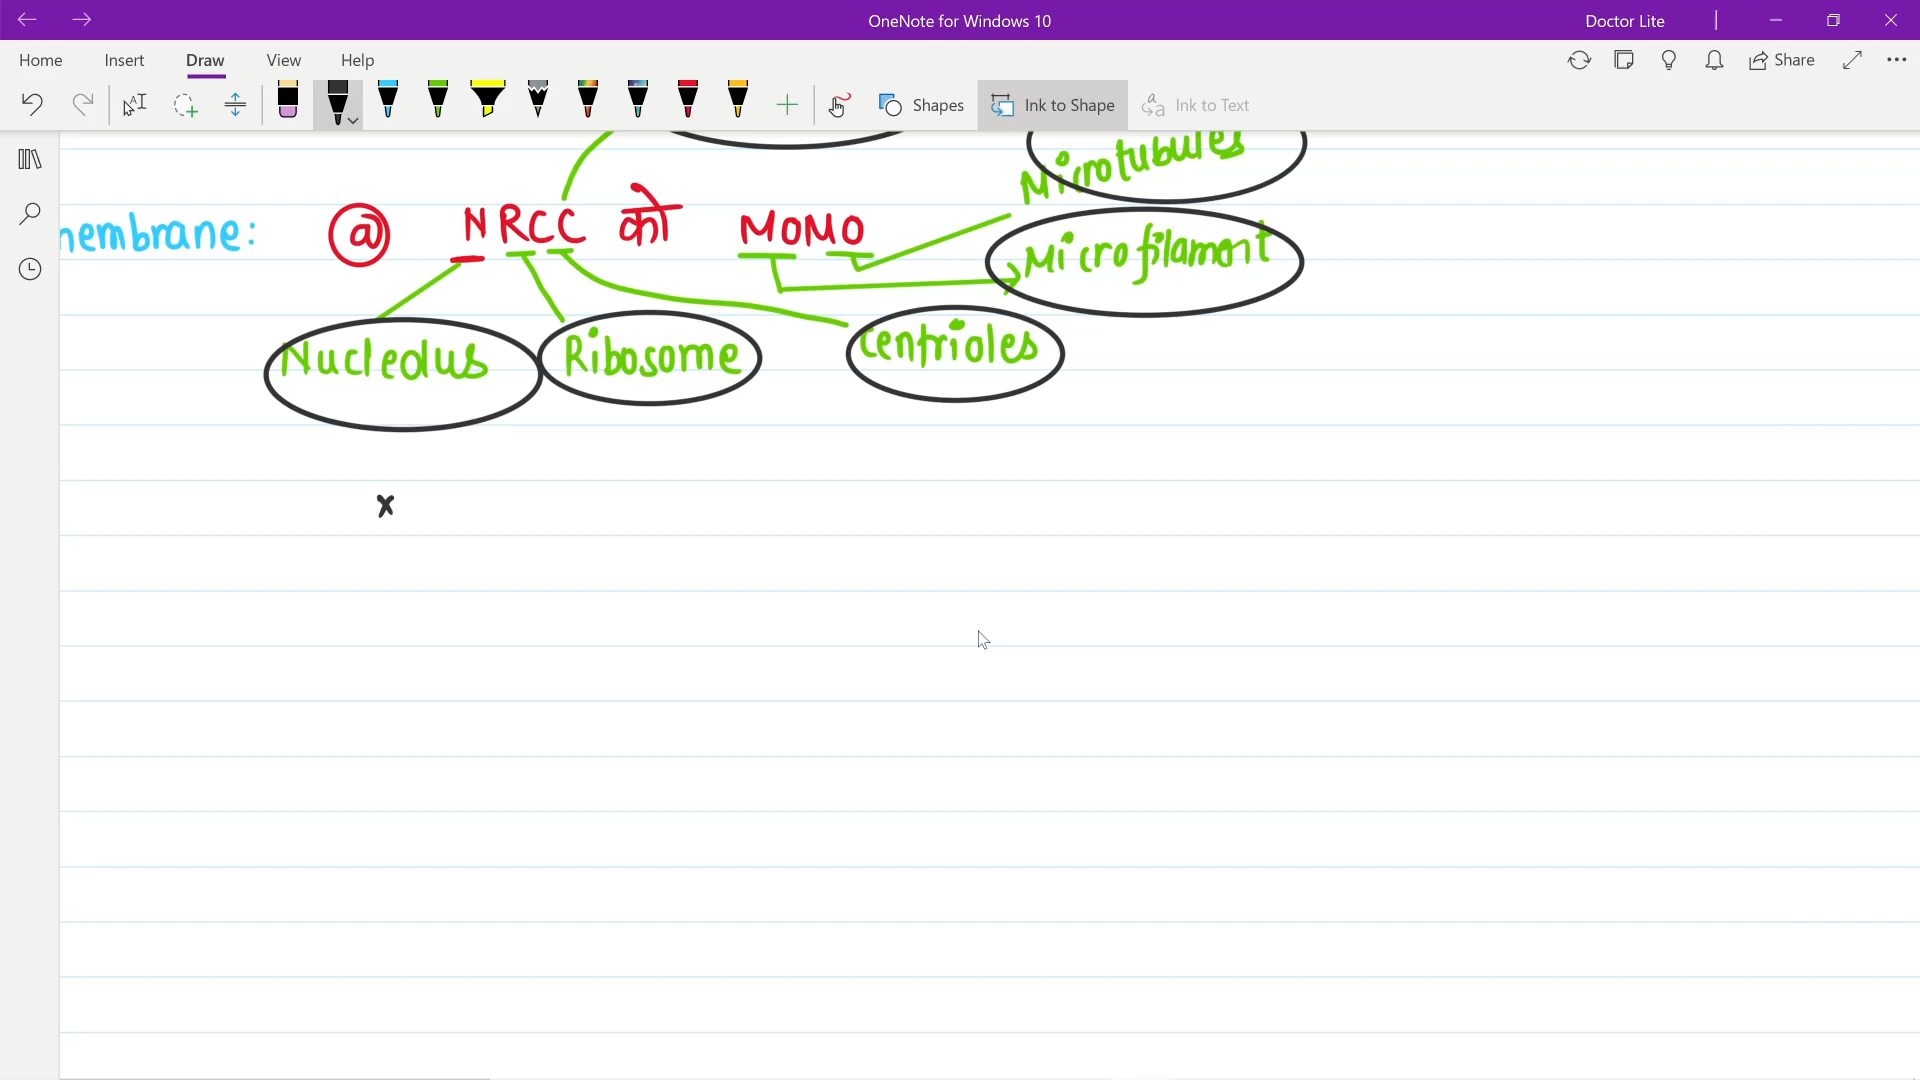 OneNote for Windows 10
Doctor Lite
Home Insert Draw View Help
Share
Shapes Ink to Shape Ink to Text
Microtubules
membrane: @ NRCC को MOMO
Microfilament
Nucleolus Ribosome Centrioles
x